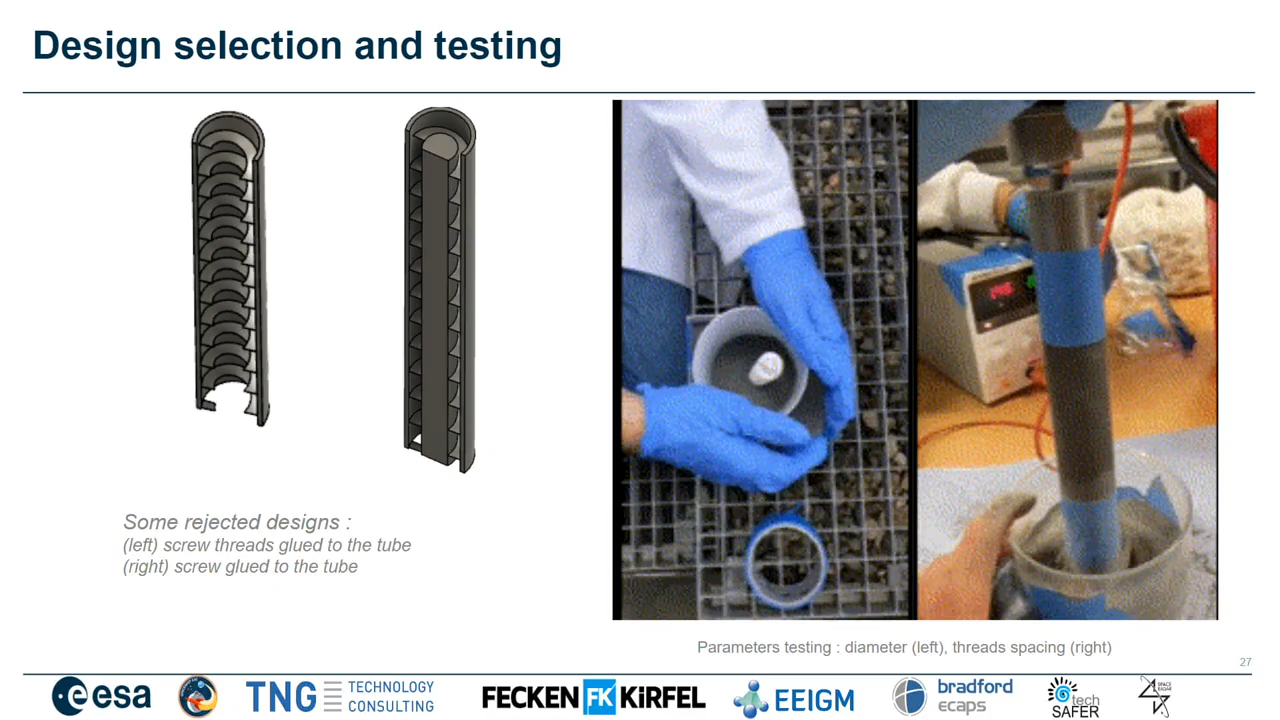 Design selection and testing
Some rejected designs :
(left) screw threads glued to the tube
(right) screw glued to the tube
Parameters testing : diameter (left), threads spacing (right)
27
esa
TNG TECHNOLOGY CONSULTING
FECKEN FK KiRFEL
EEIGM
bradford ecaps
tech SAFER
SPACE